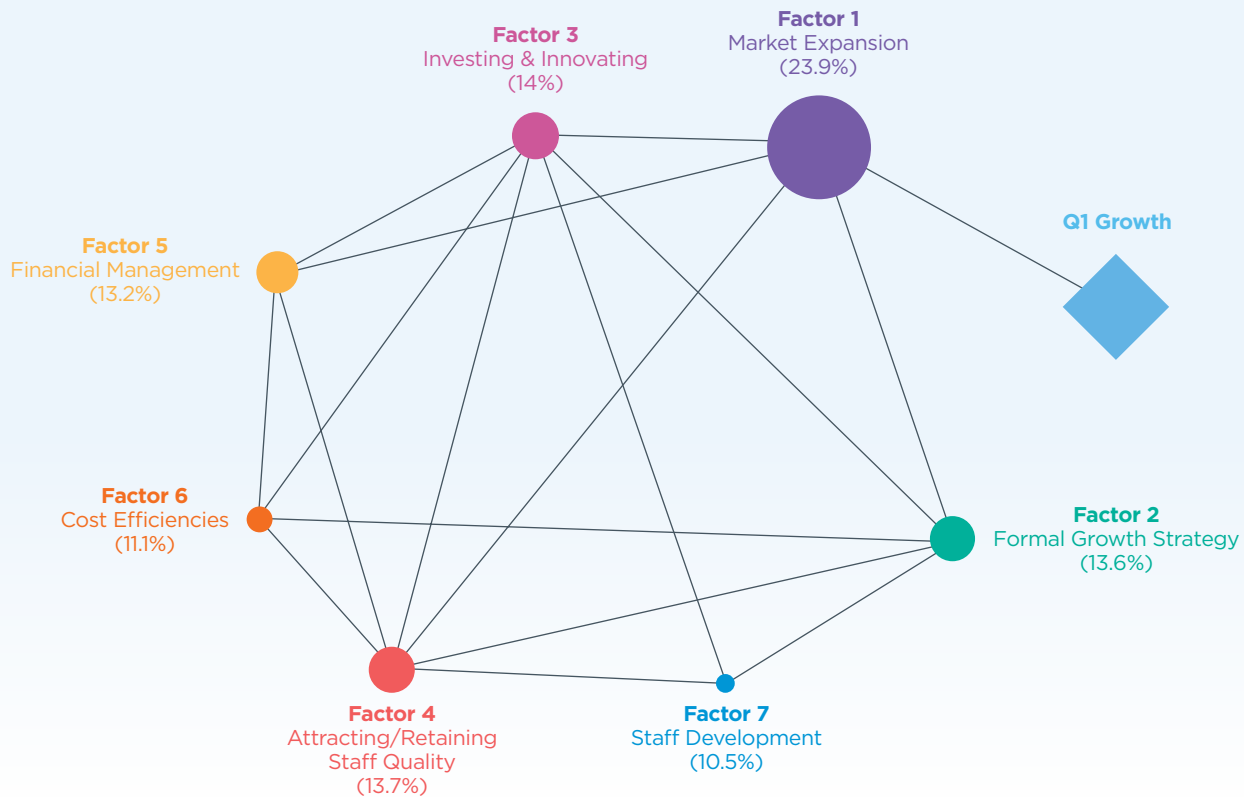 Factor 1
Market Expansion
(23.9%)
Factor 3
Investing & Innovating
(14%)
Q1 Growth
Factor 5
Financial Management
(13.2%)
Factor 6
Cost Efficiencies
(11.1%)
Factor 2
Formal Growth Strategy
(13.6%)
Factor 4
Attracting/Retaining
Staff Quality
(13.7%)
Factor 7
Staff Development
(10.5%)